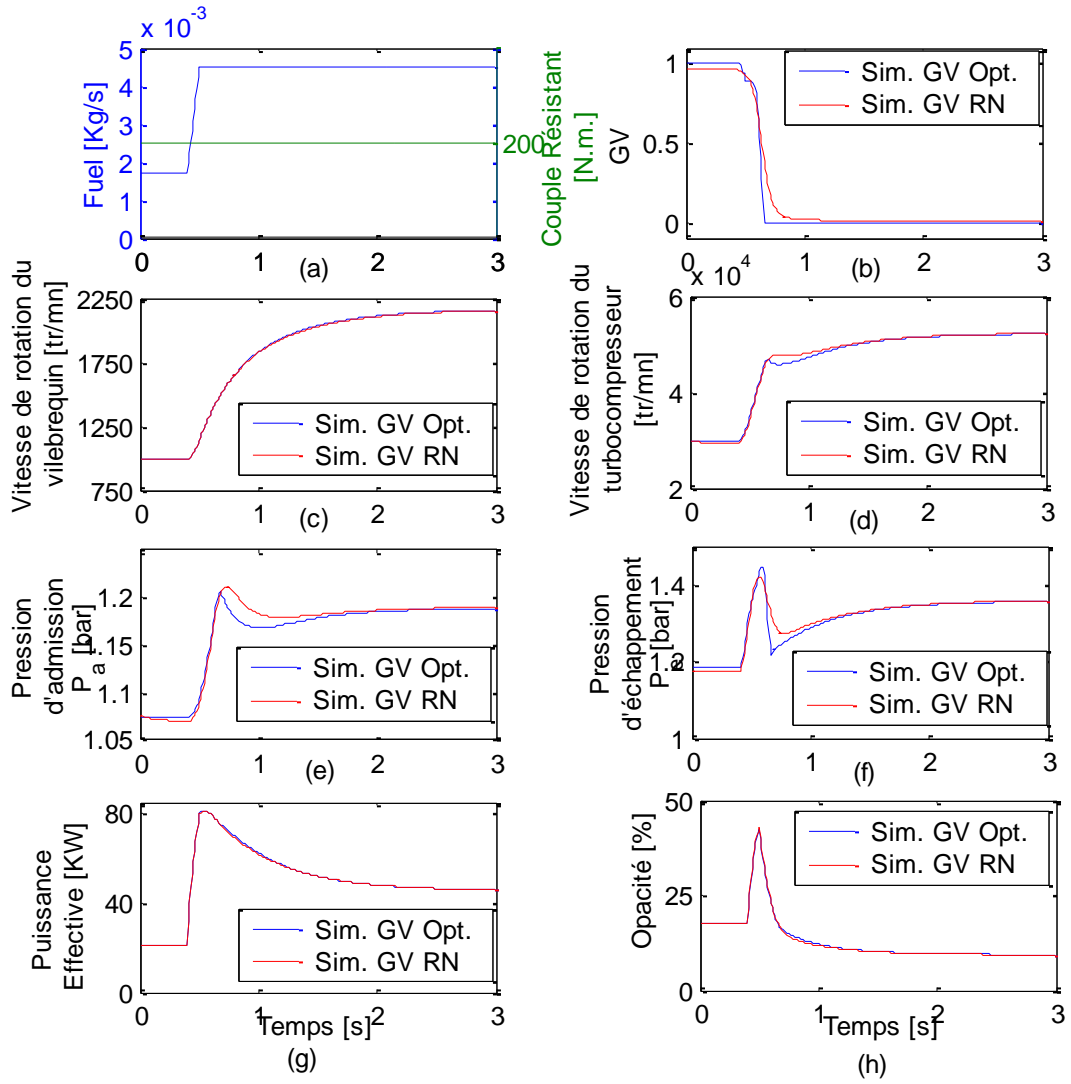 x 10⁻³
5
4
3
2
1
0
Fuel [Kg/s]
200
Couple Résistant
[N.m.]
0
1
2
3
(a)
1
0.5
0
GV
Sim. GV Opt.
Sim. GV RN
0
1
2
3
(b)
2250
1750
1250
750
Vitesse de rotation du
vilebrequin [tr/mn]
Sim. GV Opt.
Sim. GV RN
0
1
2
3
(c)
x 10⁴
6
4
2
Vitesse de rotation du
turbocompresseur
[tr/mn]
Sim. GV Opt.
Sim. GV RN
0
1
2
3
(d)
1.2
1.15
1.1
1.05
Pression
d'admission
P a [bar]
Sim. GV Opt.
Sim. GV RN
0
1
2
3
(e)
1.4
1.2
1
Pression
d'échappement
P a [bar]
Sim. GV Opt.
Sim. GV RN
0
1
2
3
(f)
80
40
0
Puissance
Effective [KW]
Sim. GV Opt.
Sim. GV RN
0
1
2
3
Temps [s]
(g)
50
25
0
Opacité [%]
Sim. GV Opt.
Sim. GV RN
0
1
2
3
Temps [s]
(h)